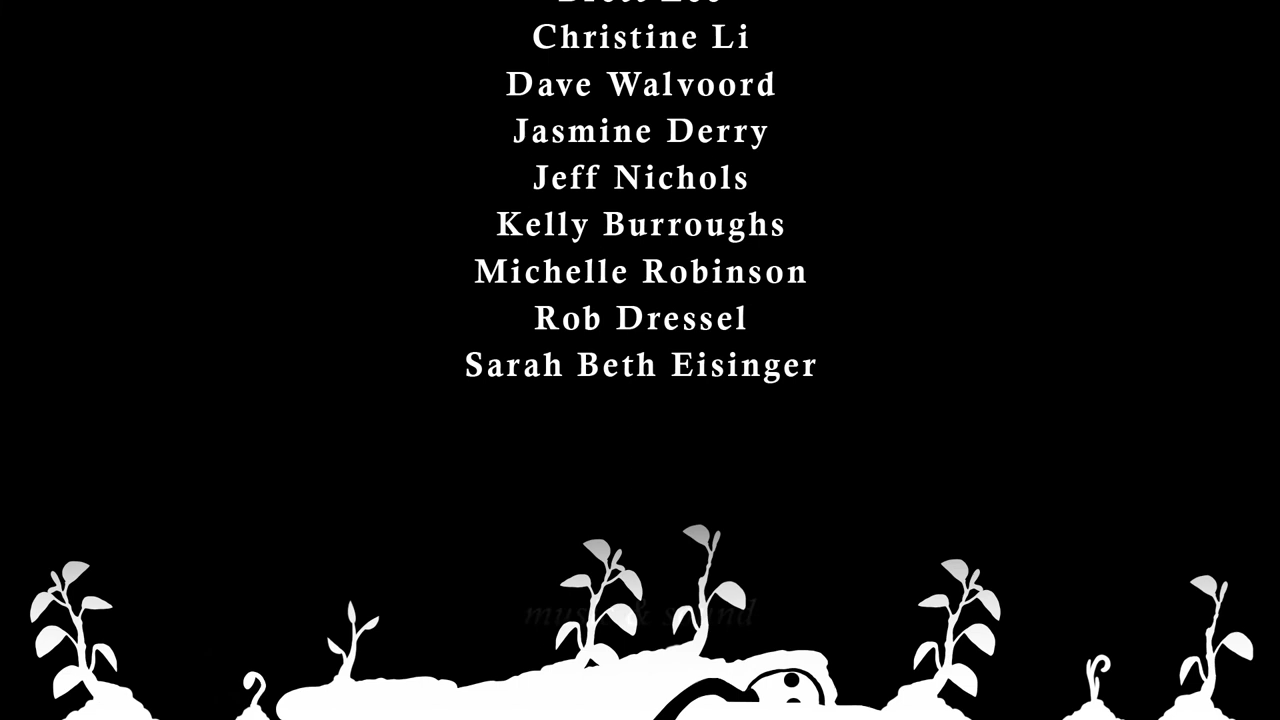 Christine Li
Dave Walvoord
Jasmine Derry
Jeff Nichols
Kelly Burroughs
Michelle Robinson
Rob Dressel
Sarah Beth Eisinger